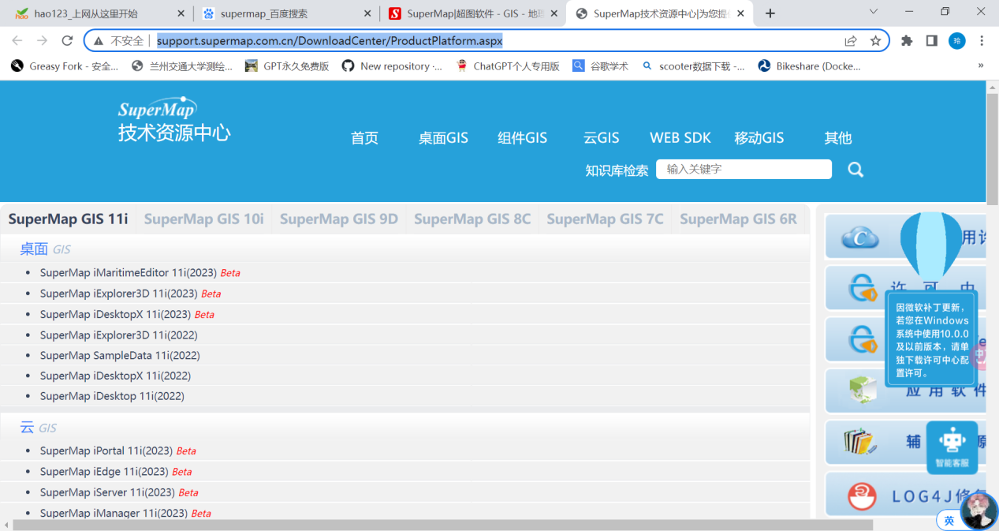 hao123_上网从这里开始
supermap_百度搜索
SuperMap|超图软件 - GIS - 地理
SuperMap技术资源中心|为您提供
不安全
support.supermap.com.cn/DownloadCenter/ProductPlatform.aspx
玲
Greasy Fork - 安全...
兰州交通大学测绘...
GPT永久免费版
New repository ·...
ChatGPT个人专用版
谷歌学术
scooter数据下载 -...
Bikeshare (Docke...
»
SuperMap
技术资源中心
首页
桌面GIS
组件GIS
云GIS
WEB SDK
移动GIS
其他
知识库检索
输入关键字
SuperMap GIS 11i
SuperMap GIS 10i
SuperMap GIS 9D
SuperMap GIS 8C
SuperMap GIS 7C
SuperMap GIS 6R
桌面 GIS
SuperMap iMaritimeEditor 11i(2023) Beta
SuperMap iExplorer3D 11i(2023) Beta
SuperMap iDesktopX 11i(2023) Beta
SuperMap iExplorer3D 11i(2022)
SuperMap SampleData 11i(2022)
SuperMap iDesktopX 11i(2022)
SuperMap iDesktop 11i(2022)
云 GIS
SuperMap iPortal 11i(2023) Beta
SuperMap iEdge 11i(2023) Beta
SuperMap iServer 11i(2023) Beta
SuperMap iManager 11i(2023) Beta
用许
许可中
因微软补丁更新，
若您在Windows
系统中使用10.0.0
及以前版本，请单
独下载许可中心配
置许可。
应用软件
辅
源
智能客服
LOG4J修复
英